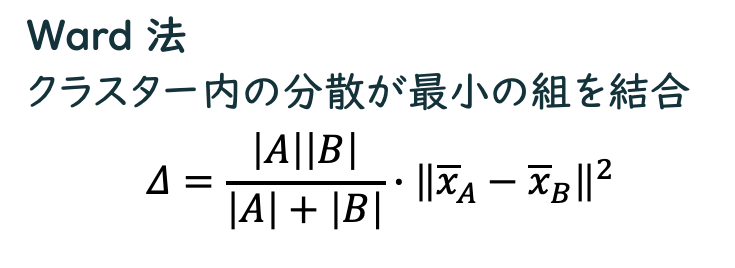 Ward 法
クラスター内の分散が最小の組を結合
Δ = |A||B| / (|A| + |B|) · ‖x̅_A − x̅_B‖²